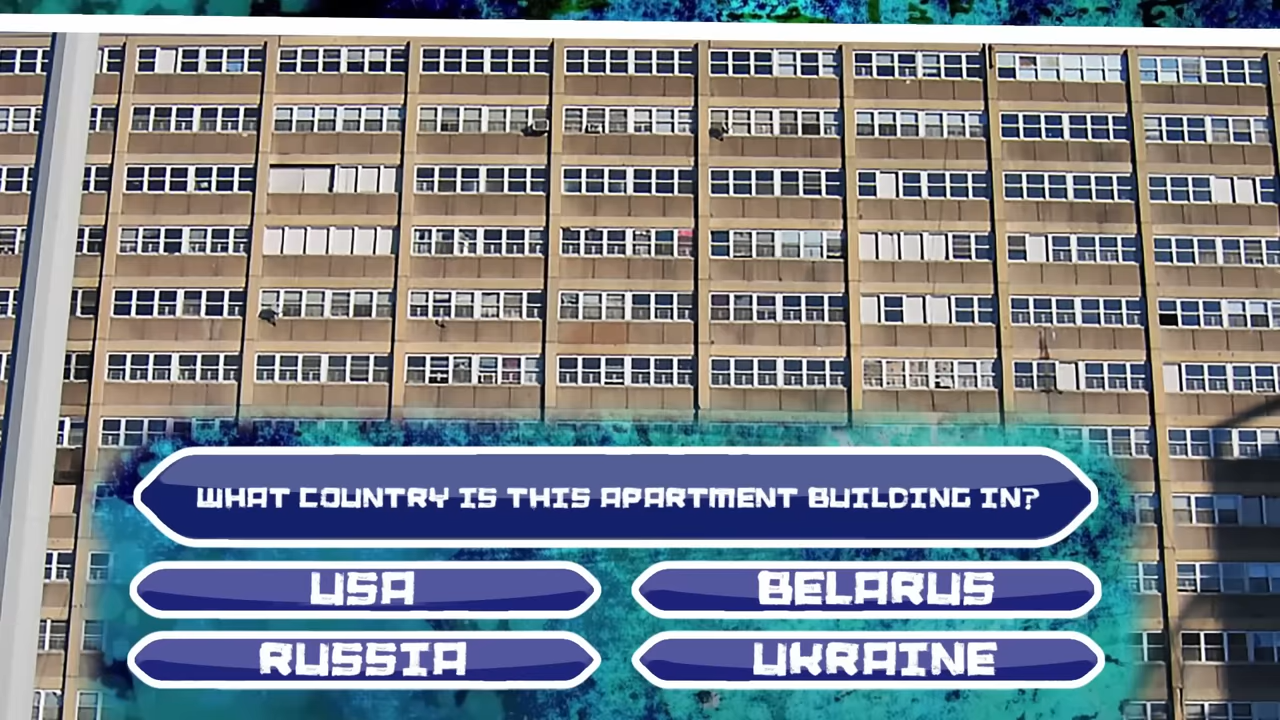 WHAT COUNTRY IS THIS APARTMENT BUILDING IN?
USA
BELARUS
RUSSIA
UKRAINE